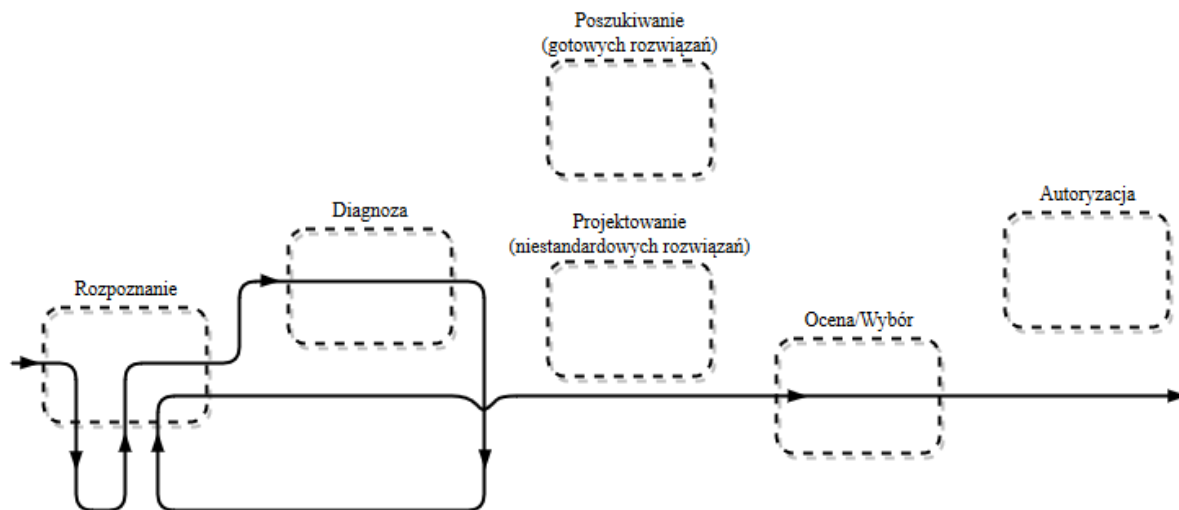 Poszukiwanie
(gotowych rozwiązań)
Autoryzacja
Diagnoza
Projektowanie
(niestandardowych rozwiązań)
Rozpoznanie
Ocena/Wybór